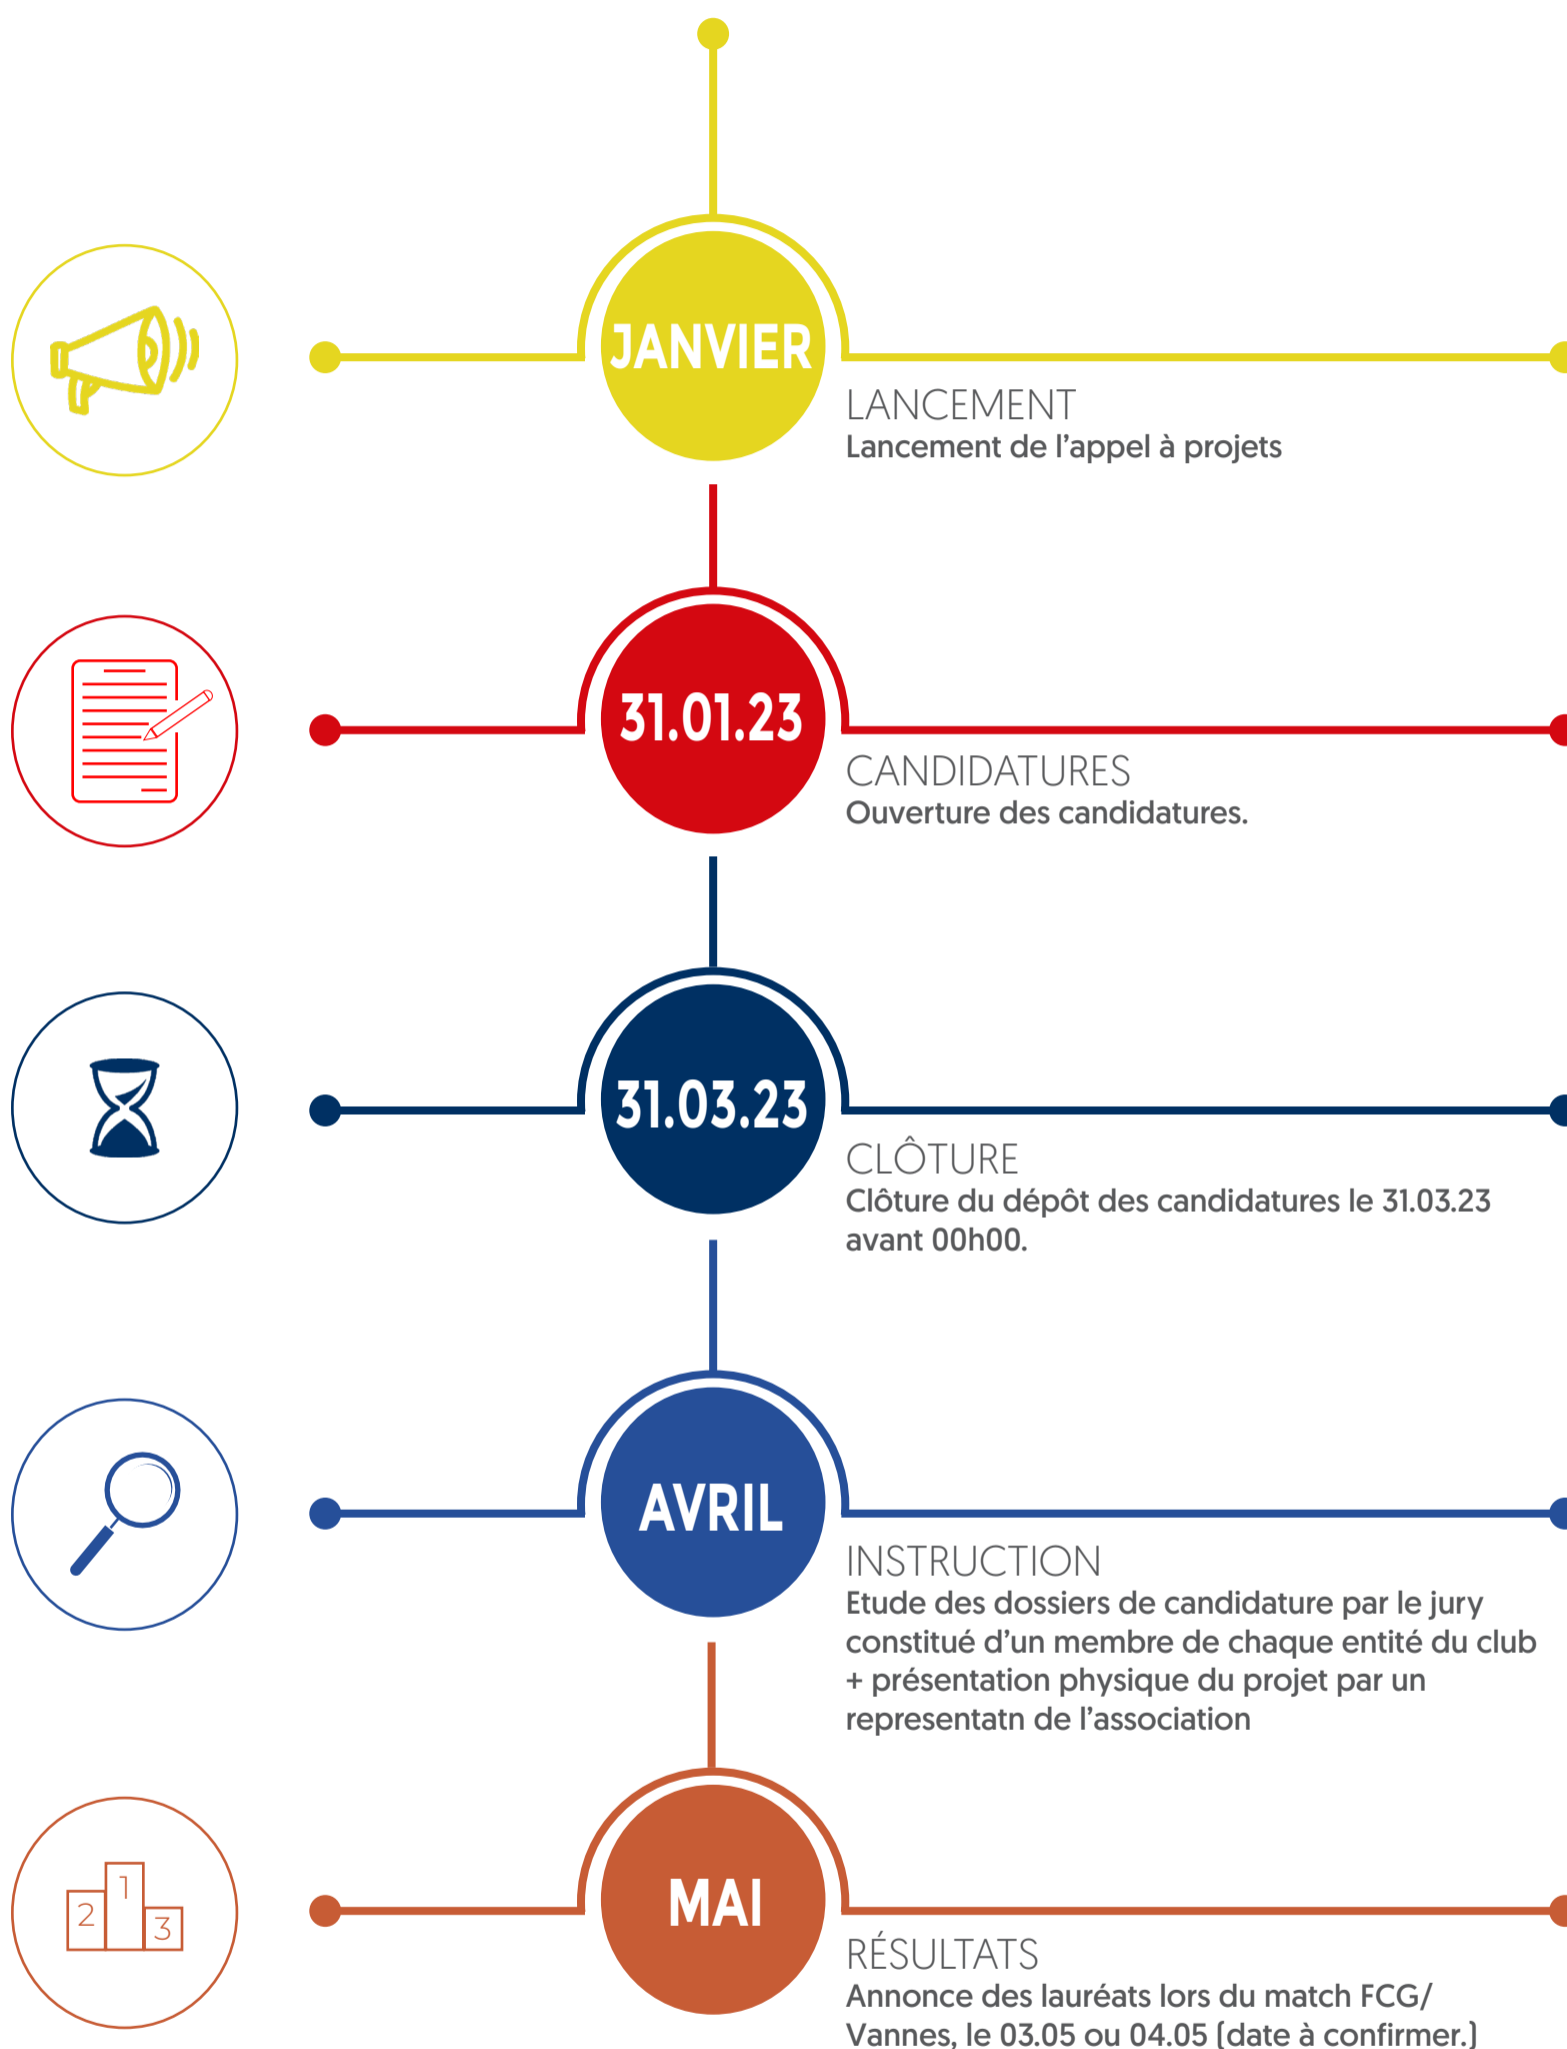 JANVIER
LANCEMENT
Lancement de l'appel à projets
31.01.23
CANDIDATURES
Ouverture des candidatures.
31.03.23
CLÔTURE
Clôture du dépôt des candidatures le 31.03.23
avant 00h00.
AVRIL
INSTRUCTION
Etude des dossiers de candidature par le jury
constitué d'un membre de chaque entité du club
+ présentation physique du projet par un
representatn de l'association
MAI
1
2
3
RÉSULTATS
Annonce des lauréats lors du match FCG/
Vannes, le 03.05 ou 04.05 (date à confirmer.)